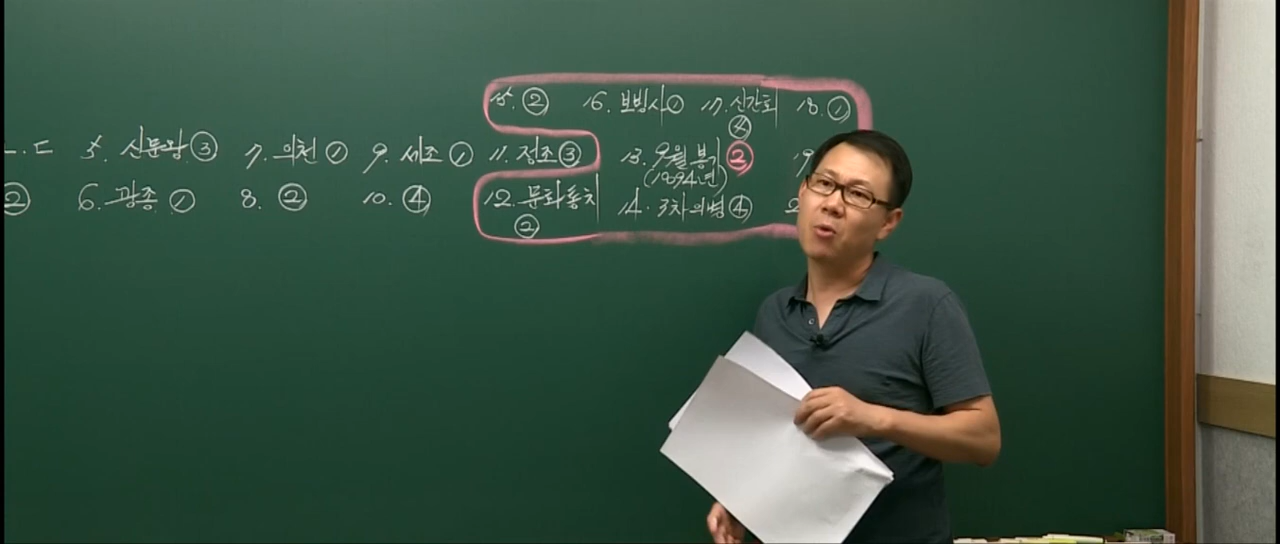 15. ② 16. 보빙사① 17. 신간회 ④ 18. ①
ㄴ.ㄷ 5. 신문왕③ 7. 의천① 9. 세조① 11. 정조③ 13. 9월 봉기② 19
(1894년)
② 6. 광종① 8. ② 10. ④ 12. 문화통치 ② 14. 3차의병④ 2